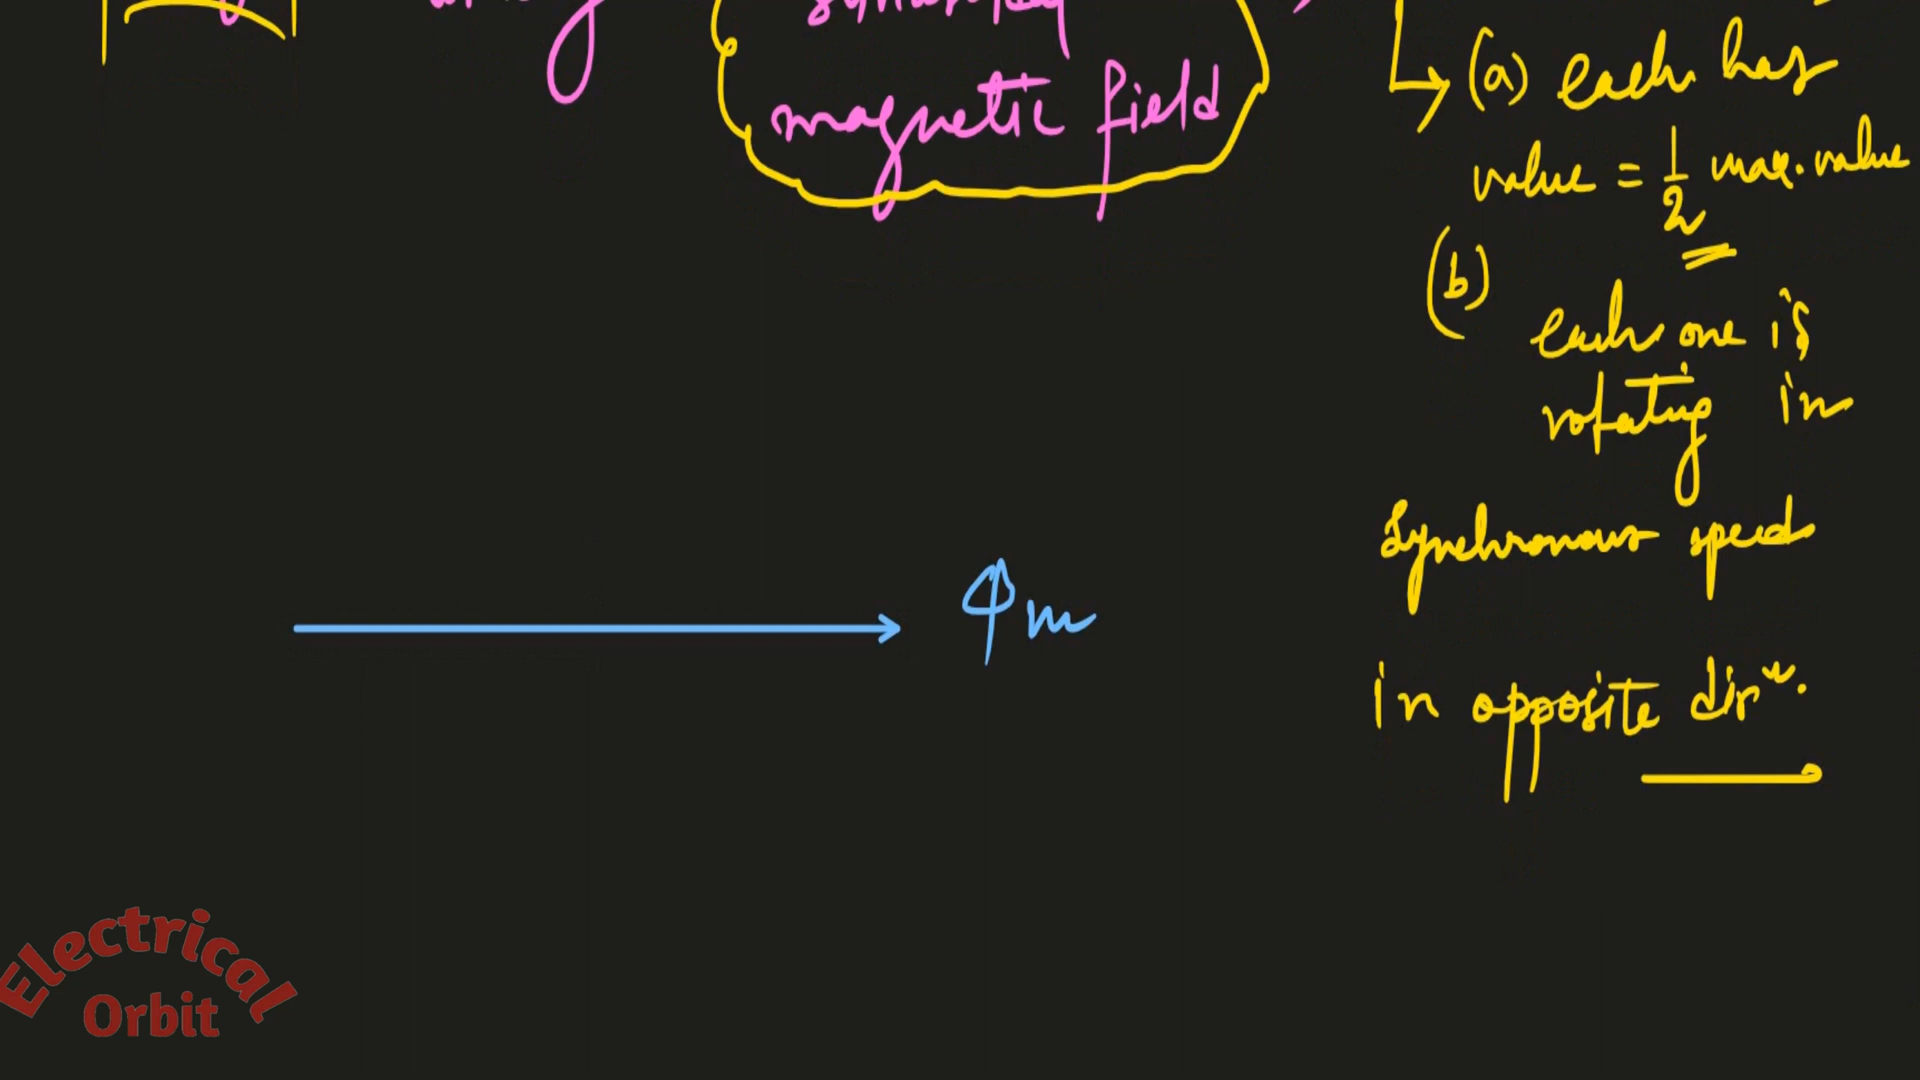 magnetic field
(a) each has
value = 1/2 max. value
(b)
each one is
rotating in
Synchronous speed
in opposite dirⁿ.
ϕm
Electrical
Orbit